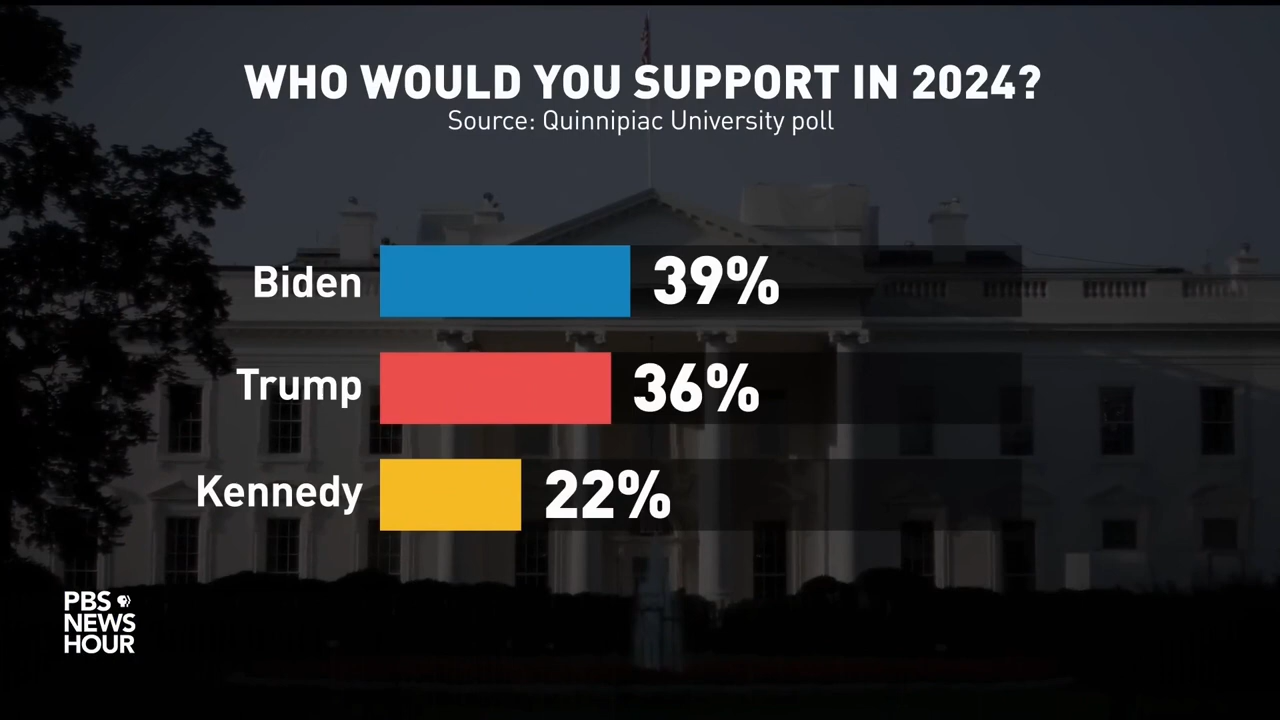 WHO WOULD YOU SUPPORT IN 2024?
Source: Quinnipiac University poll
Biden 39%
Trump 36%
Kennedy 22%
PBS
NEWS
HOUR